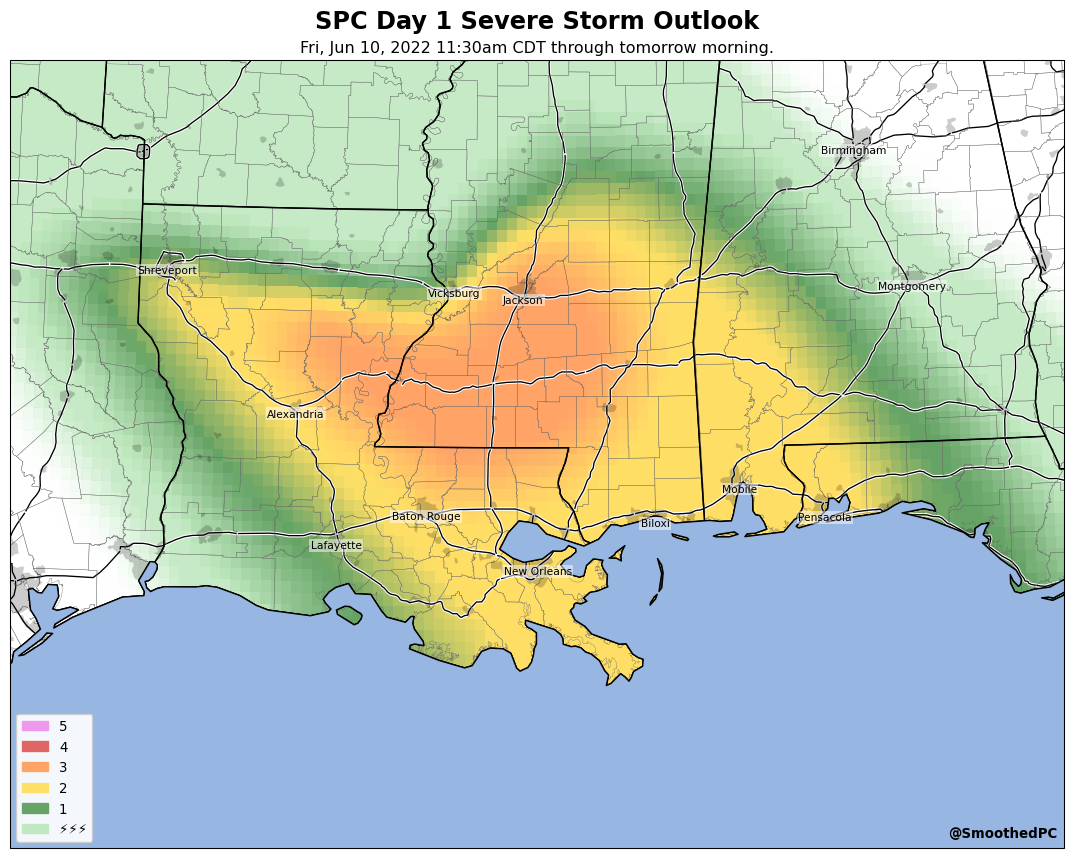 SPC Day 1 Severe Storm Outlook
Fri, Jun 10, 2022 11:30am CDT through tomorrow morning.
Birmingham
Shreveport
Vicksburg
Jackson
Montgomery
Alexandria
Mobile
Baton Rouge
Pensacola
Biloxi
Lafayette
New Orleans
5
4
3
2
1
⚡⚡⚡
@SmoothedPC